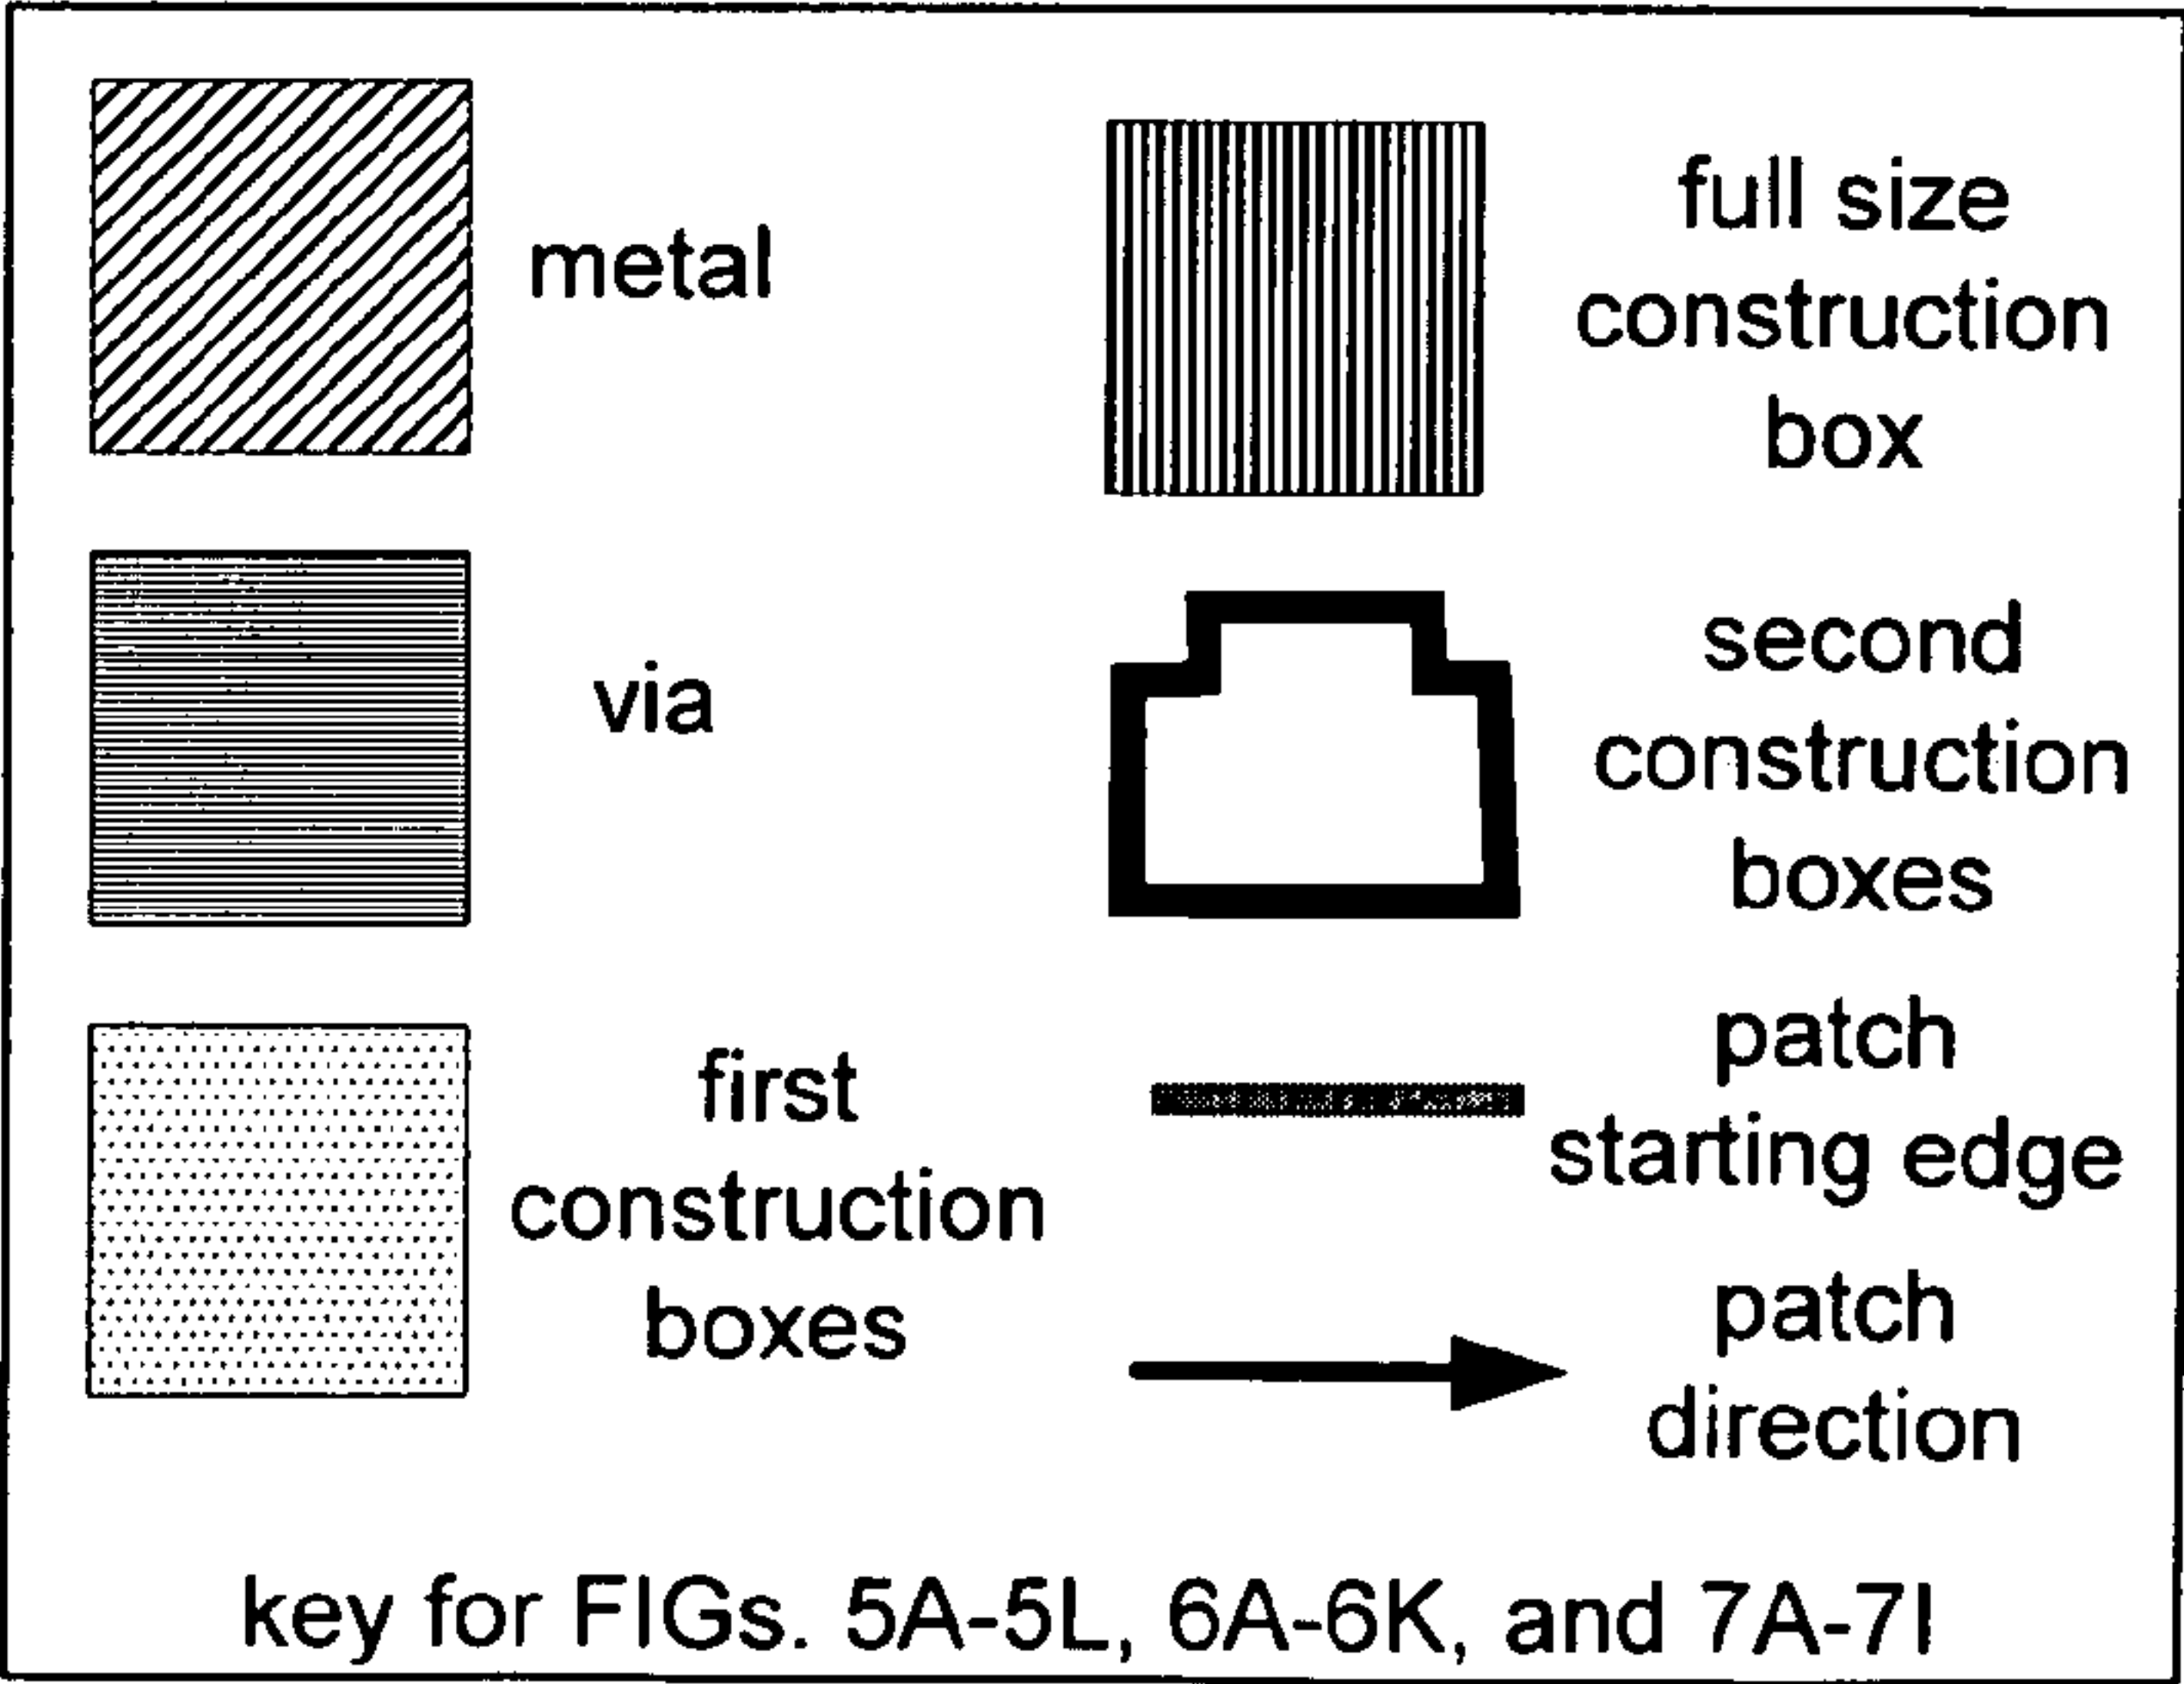 metal
via
first
construction
boxes
full size
construction
box
second
construction
boxes
patch
starting edge
patch
direction
key for FIGs. 5A-5L, 6A-6K, and 7A-7I